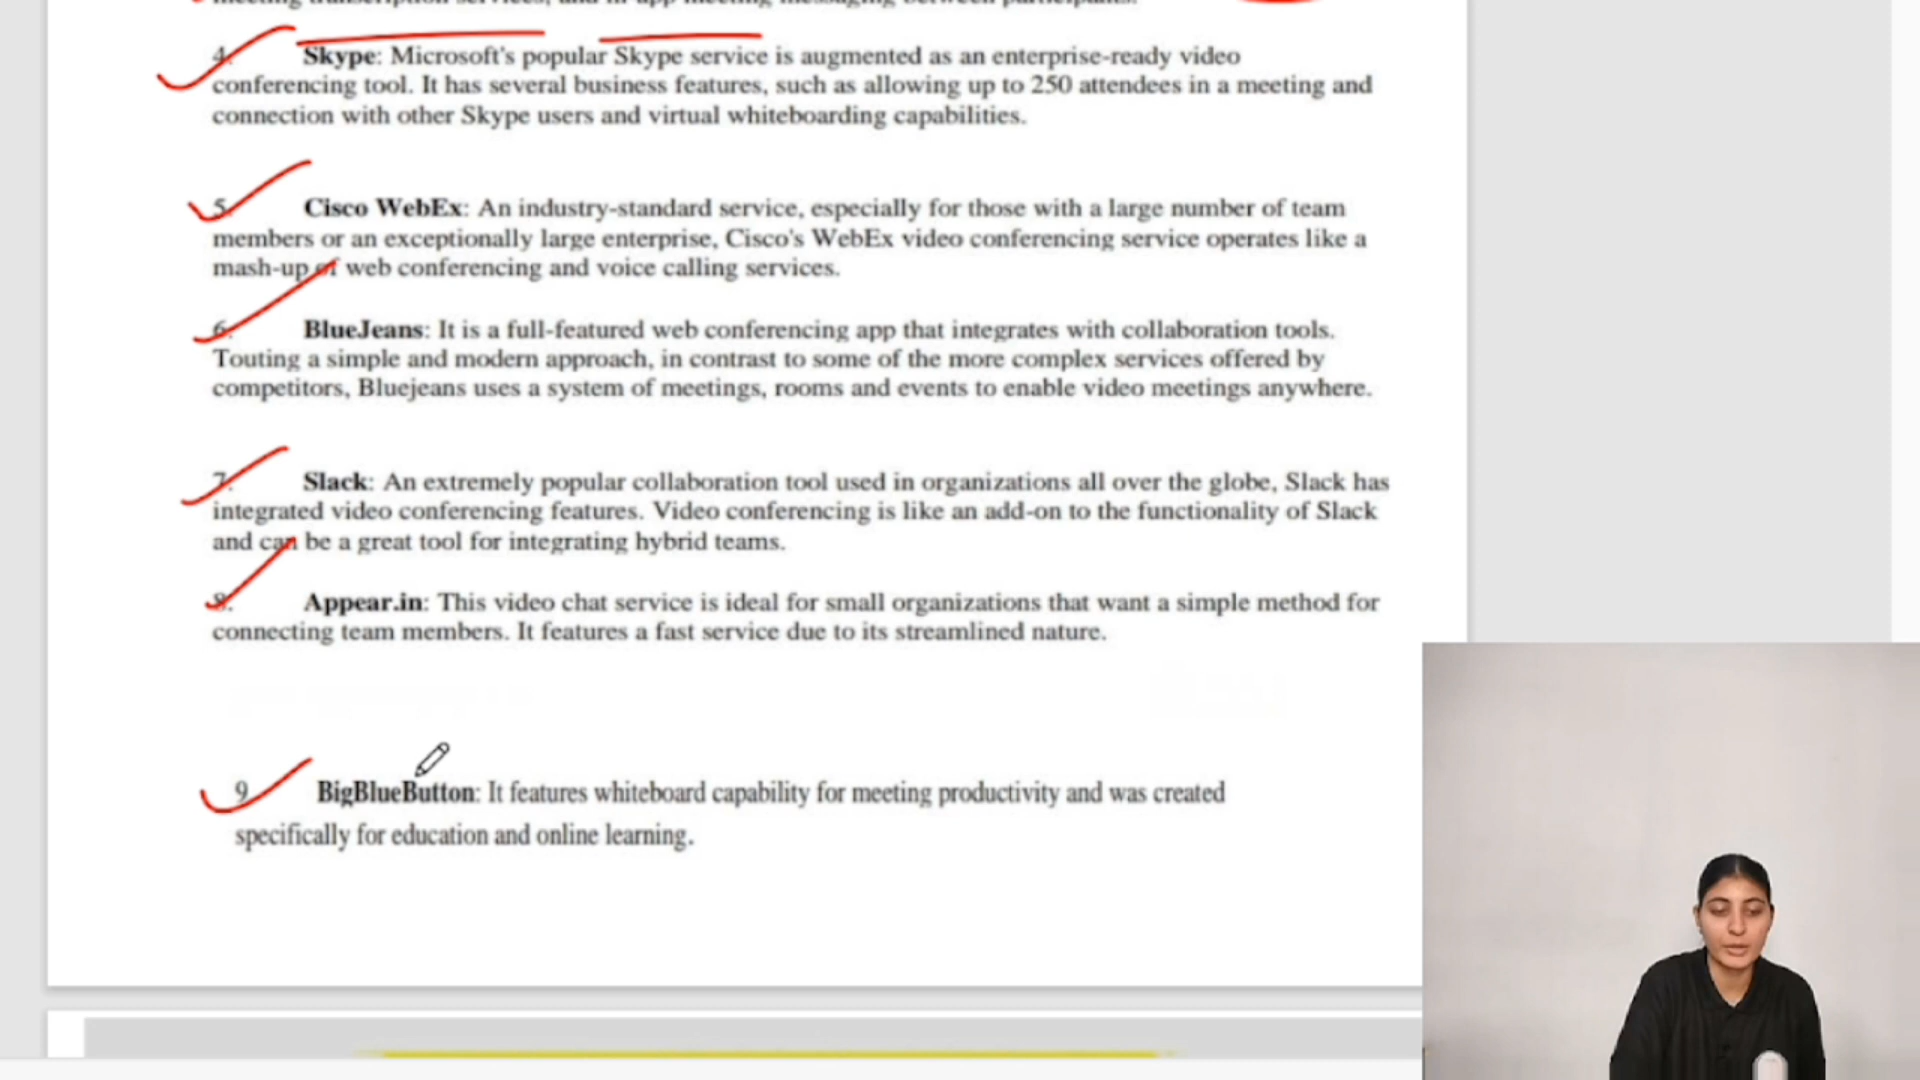 meeting transcription services, and in-app meeting messaging between participants.
4. Skype: Microsoft's popular Skype service is augmented as an enterprise-ready video
conferencing tool. It has several business features, such as allowing up to 250 attendees in a meeting and
connection with other Skype users and virtual whiteboarding capabilities.
5. Cisco WebEx: An industry-standard service, especially for those with a large number of team
members or an exceptionally large enterprise, Cisco's WebEx video conferencing service operates like a
mash-up of web conferencing and voice calling services.
6. BlueJeans: It is a full-featured web conferencing app that integrates with collaboration tools.
Touting a simple and modern approach, in contrast to some of the more complex services offered by
competitors, Bluejeans uses a system of meetings, rooms and events to enable video meetings anywhere.
7. Slack: An extremely popular collaboration tool used in organizations all over the globe, Slack has
integrated video conferencing features. Video conferencing is like an add-on to the functionality of Slack
and can be a great tool for integrating hybrid teams.
8. Appear.in: This video chat service is ideal for small organizations that want a simple method for
connecting team members. It features a fast service due to its streamlined nature.
9 BigBlueButton: It features whiteboard capability for meeting productivity and was created
specifically for education and online learning.